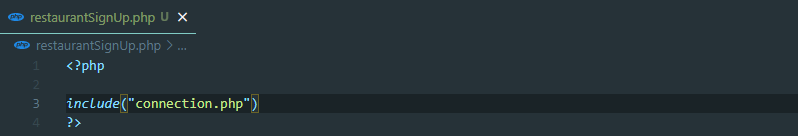 restaurantSignUp.php U ×
restaurantSignUp.php > ...
1 <?php
2
3 include("connection.php")
4 ?>